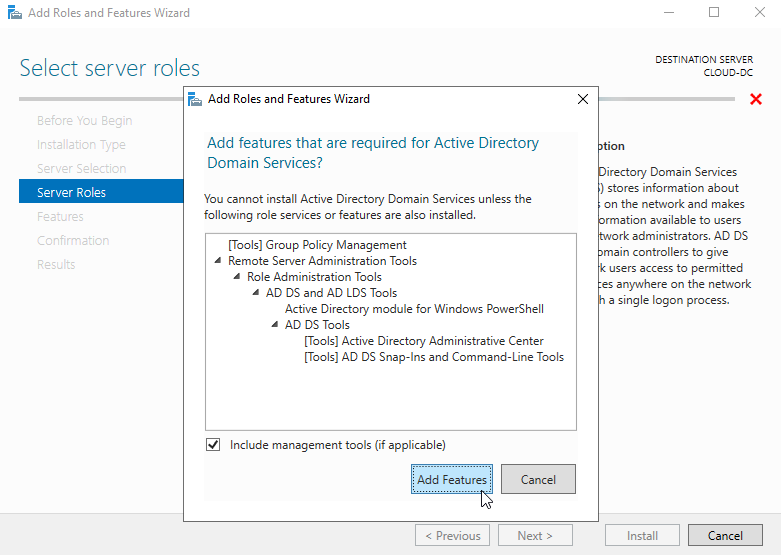 Add Roles and Features Wizard
Select server roles
DESTINATION SERVER
CLOUD-DC
Before You Begin
Installation Type
Server Selection
Server Roles
Features
Confirmation
Results
Add Roles and Features Wizard
Add features that are required for Active Directory
Domain Services?
You cannot install Active Directory Domain Services unless the
following role services or features are also installed.
[Tools] Group Policy Management
Remote Server Administration Tools
Role Administration Tools
AD DS and AD LDS Tools
Active Directory module for Windows PowerShell
AD DS Tools
[Tools] Active Directory Administrative Center
[Tools] AD DS Snap-Ins and Command-Line Tools
Include management tools (if applicable)
Add Features
Cancel
Directory Domain Services
stores information about
on the network and makes
available to users
administrators. AD DS
controllers to give
users access to permitted
anywhere on the network
a single logon process.
< Previous
Next >
Install
Cancel